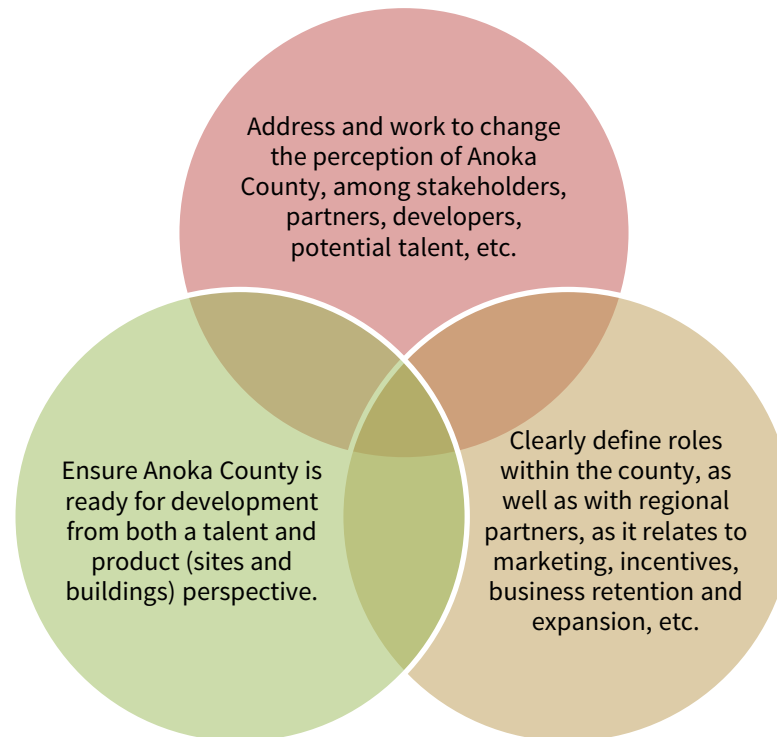 Address and work to change
the perception of Anoka
County, among stakeholders,
partners, developers,
potential talent, etc.
Ensure Anoka County is
ready for development
from both a talent and
product (sites and
buildings) perspective.
Clearly define roles
within the county, as
well as with regional
partners, as it relates to
marketing, incentives,
business retention and
expansion, etc.